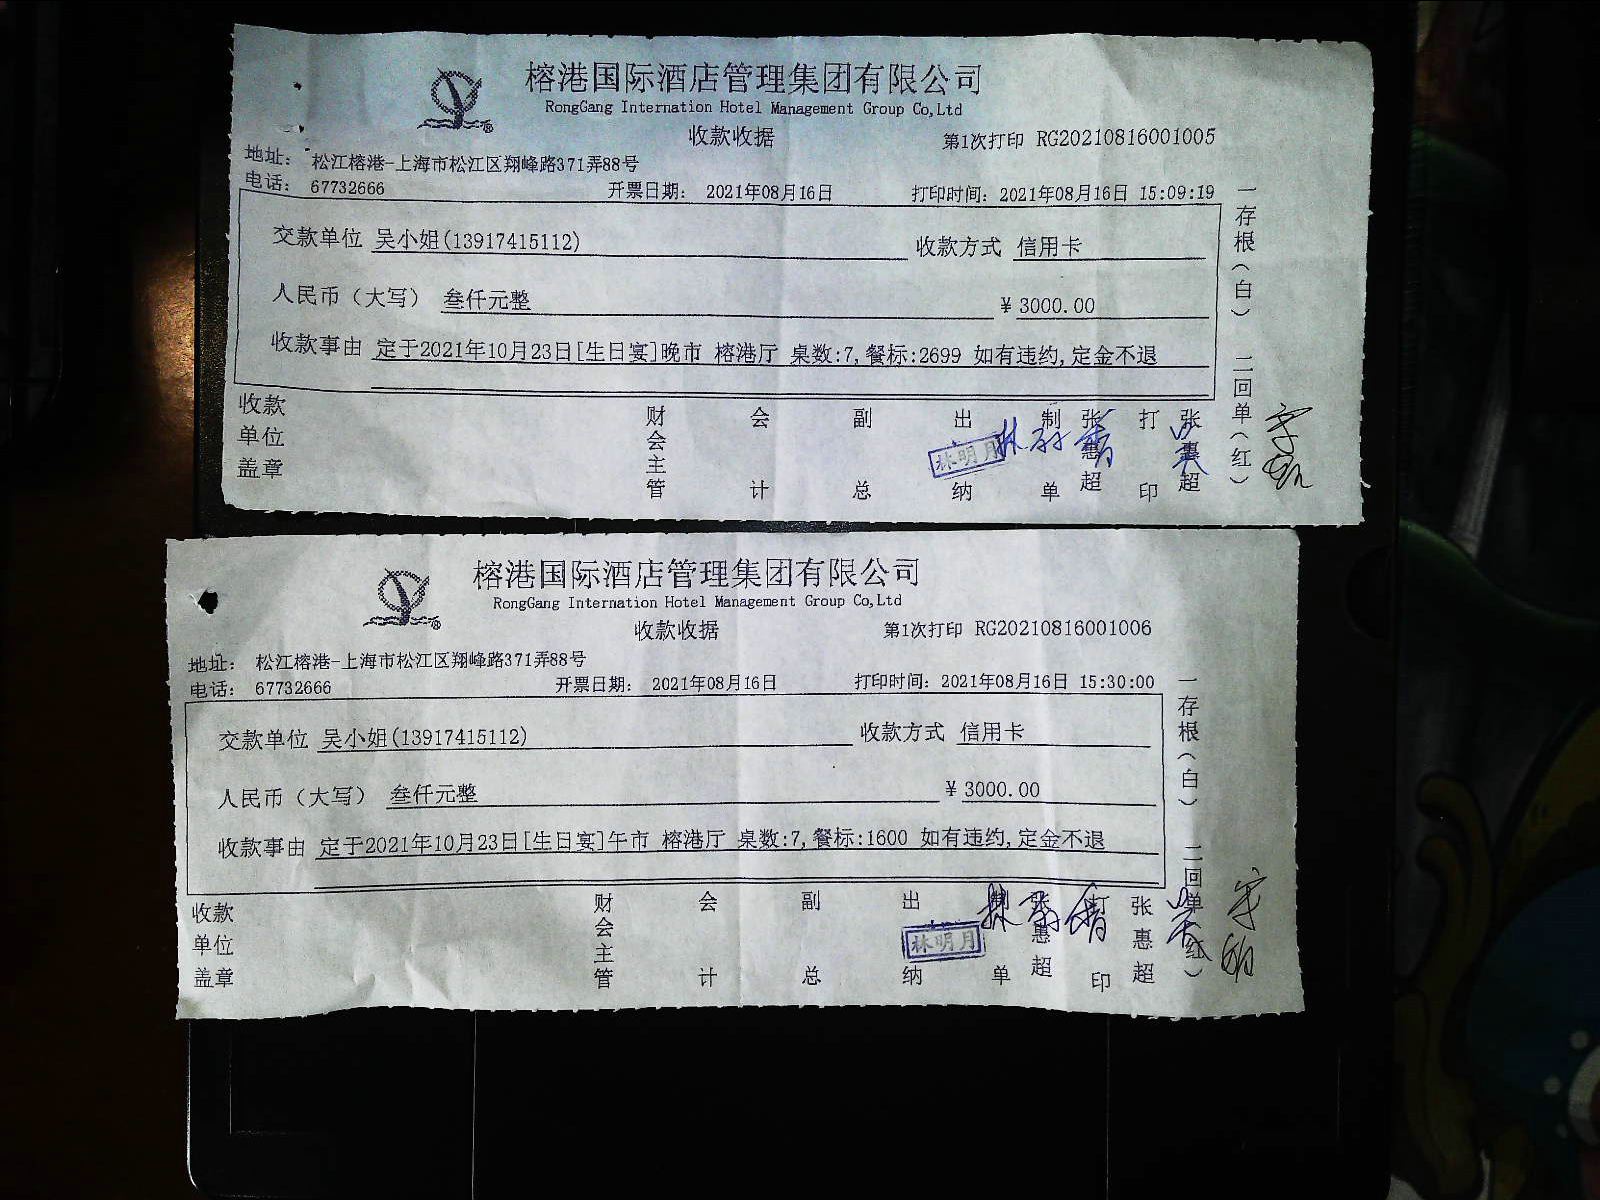 榕港国际酒店管理集团有限公司
RongGang Internation Hotel Management Group Co,Ltd
收款收据
第1次打印 RG20210816001005
地址： 松江榕港-上海市松江区翔峰路371弄88号
电话： 67732666
开票日期： 2021年08月16日
打印时间：2021年08月16日 15:09:19
交款单位 吴小姐(13917415112)
收款方式 信用卡
人民币（大写） 叁仟元整
¥ 3000.00
收款事由 定于2021年10月23日[生日宴]晚市 榕港厅 桌数:7,餐标:2699 如有违约,定金不退
收款单位盖章
财会主管
会计
副总
出纳
林明月
制单
张惠超
打印
张惠超
一存根（白） 二回单（红）
榕港国际酒店管理集团有限公司
RongGang Internation Hotel Management Group Co,Ltd
收款收据
第1次打印 RG20210816001006
地址： 松江榕港-上海市松江区翔峰路371弄88号
电话： 67732666
开票日期： 2021年08月16日
打印时间：2021年08月16日 15:30:00
交款单位 吴小姐(13917415112)
收款方式 信用卡
人民币（大写） 叁仟元整
¥ 3000.00
收款事由 定于2021年10月23日[生日宴]午市 榕港厅 桌数:7,餐标:1600 如有违约,定金不退
收款单位盖章
财会主管
会计
副总
出纳
林明月
制单
张惠超
打印
张惠超
一存根（白） 二回单（红）